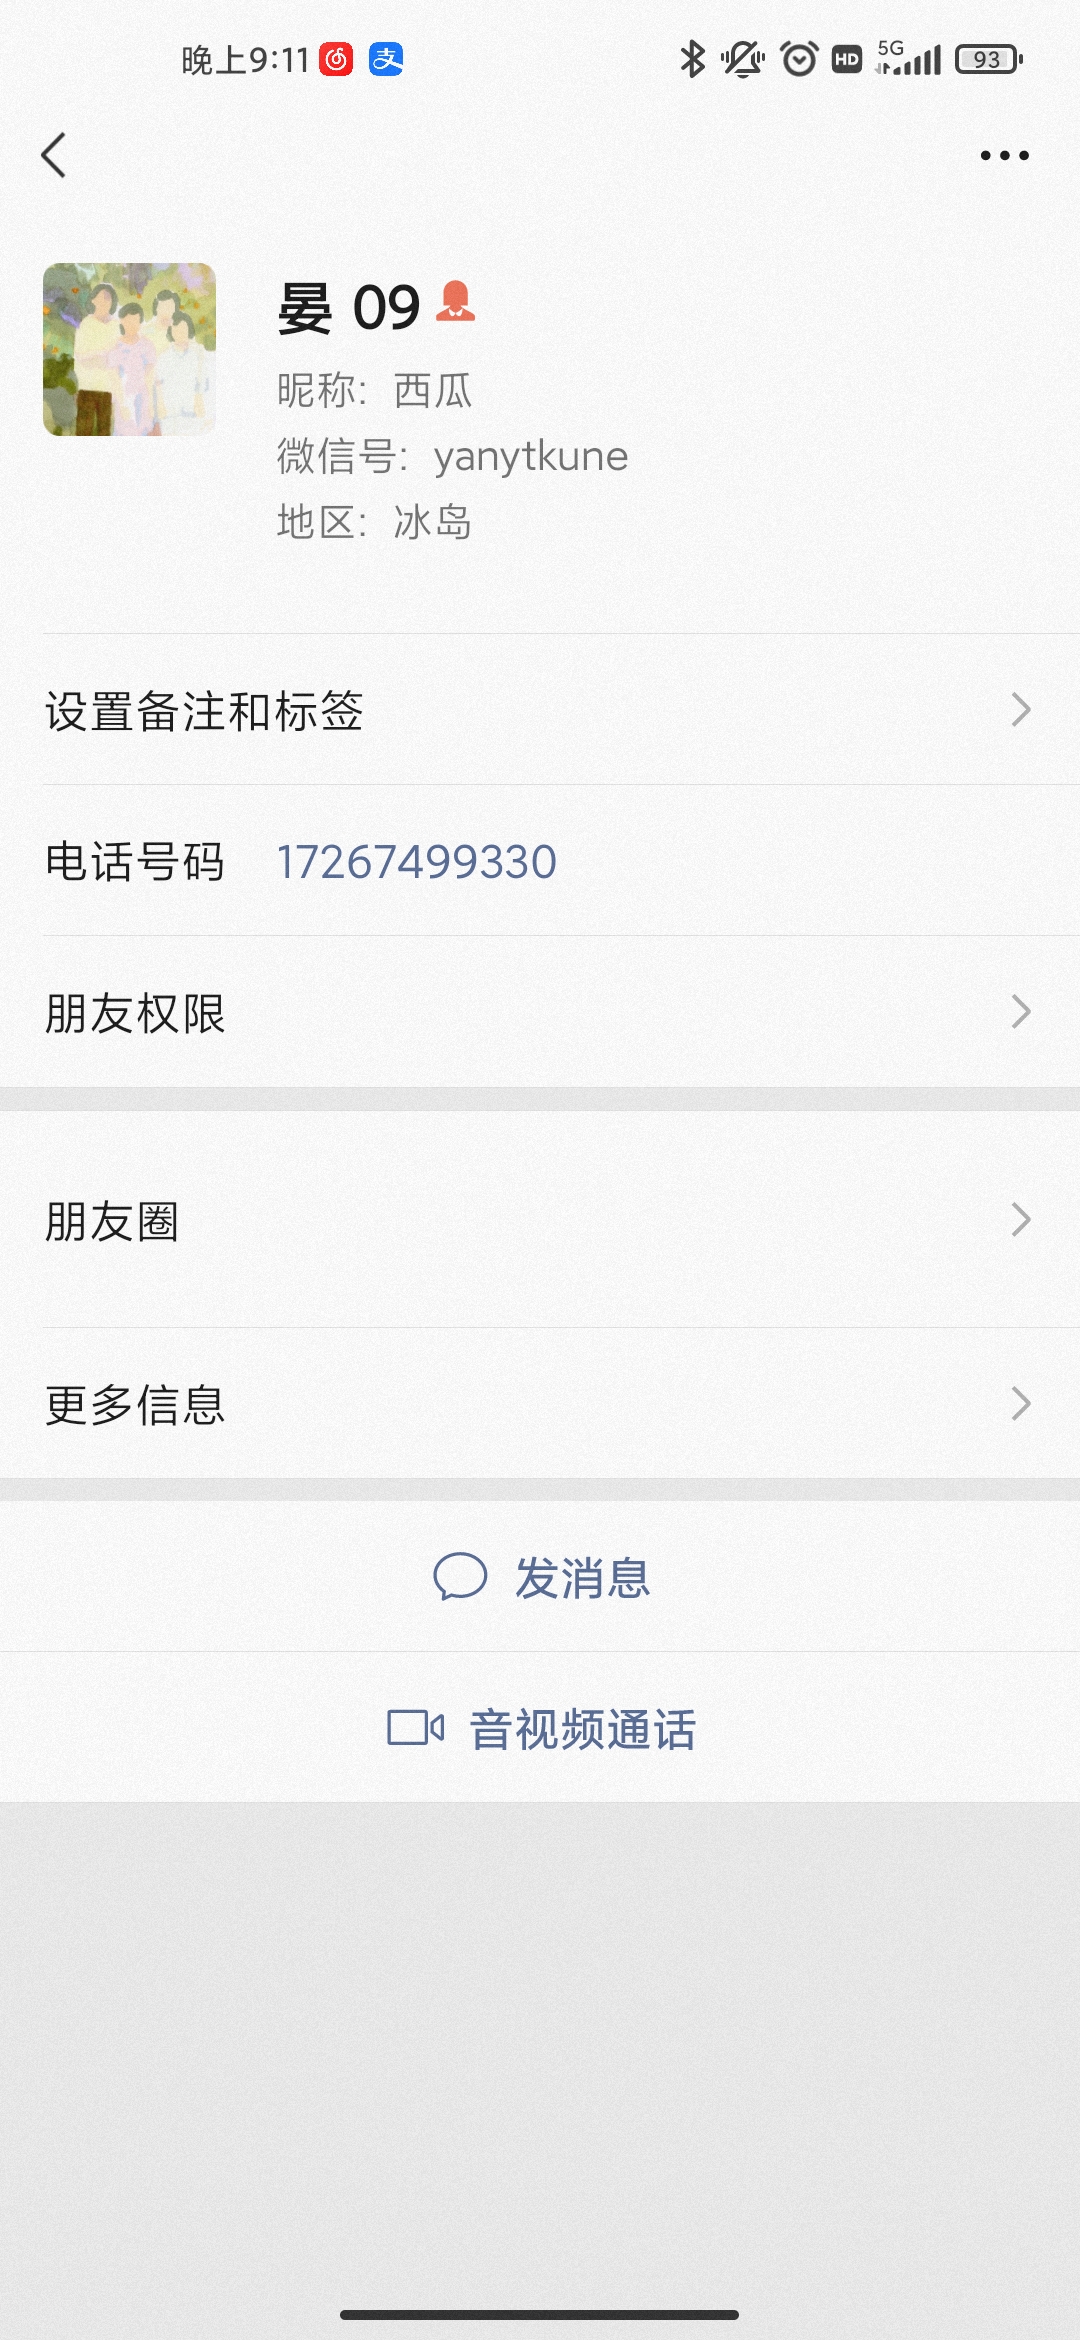 晚上9:11 支 HD 5G 93
晏 09
昵称: 西瓜
微信号: yanytkune
地区: 冰岛
设置备注和标签
电话号码 17267499330
朋友权限
朋友圈
更多信息
发消息
音视频通话